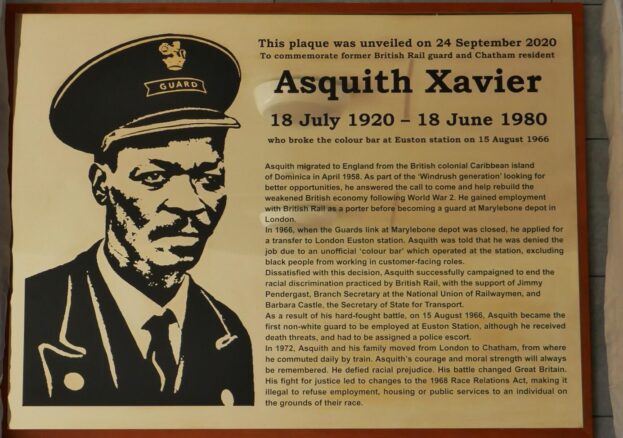 GUARD
This plaque was unveiled on 24 September 2020
To commemorate former British Rail guard and Chatham resident
Asquith Xavier
18 July 1920 – 18 June 1980
who broke the colour bar at Euston station on 15 August 1966
Asquith migrated to England from the British colonial Caribbean island
of Dominica in April 1958. As part of the ‘Windrush generation’ looking for
better opportunities, he answered the call to come and help rebuild the
weakened British economy following World War 2. He gained employment
with British Rail as a porter before becoming a guard at Marylebone depot in
London.
In 1966, when the Guards link at Marylebone depot was closed, he applied for
a transfer to London Euston station. Asquith was told that he was denied the
job due to an unofficial ‘colour bar’ which operated at the station, excluding
black people from working in customer-facing roles.
Dissatisfied with this decision, Asquith successfully campaigned to end the
racial discrimination practiced by British Rail, with the support of Jimmy
Pendergast, Branch Secretary at the National Union of Railwaymen, and
Barbara Castle, the Secretary of State for Transport.
As a result of his hard-fought battle, on 15 August 1966, Asquith became the
first non-white guard to be employed at Euston Station, although he received
death threats, and had to be assigned a police escort.
In 1972, Asquith and his family moved from London to Chatham, from where
he commuted daily by train. Asquith’s courage and moral strength will always
be remembered. He defied racial prejudice. His battle changed Great Britain.
His fight for justice led to changes to the 1968 Race Relations Act, making it
illegal to refuse employment, housing or public services to an individual on
the grounds of their race.